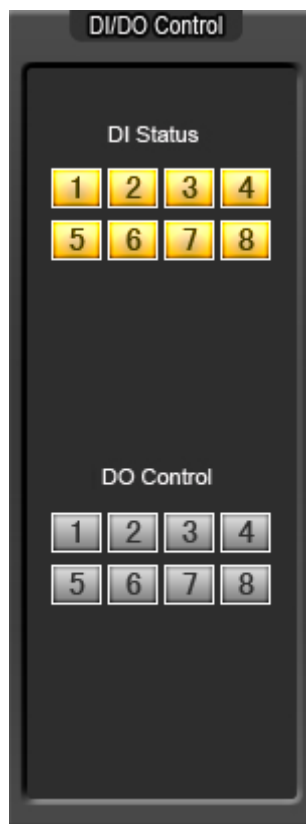 DI/DO Control
DI Status
1 2 3 4
5 6 7 8
DO Control
1 2 3 4
5 6 7 8